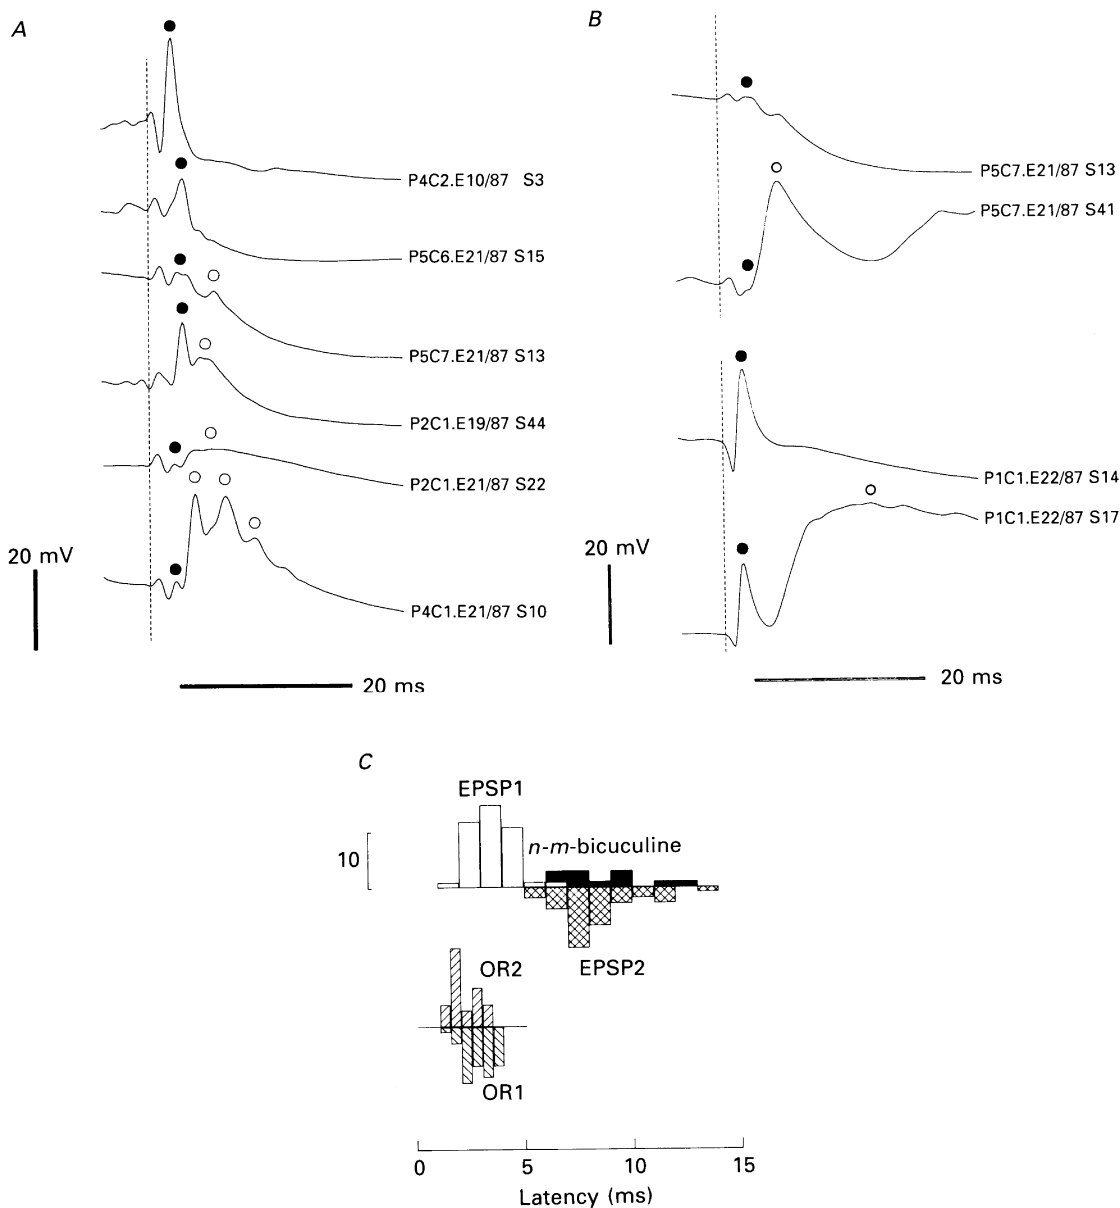 A
P4C2.E10/87 S3
P5C6.E21/87 S15
P5C7.E21/87 S13
P2C1.E19/87 S44
P2C1.E21/87 S22
P4C1.E21/87 S10
20 mV
20 ms
B
P5C7.E21/87 S13
P5C7.E21/87 S41
P1C1.E22/87 S14
P1C1.E22/87 S17
20 mV
20 ms
C
EPSP1
10
n-m-bicuculine
EPSP2
OR2
OR1
0 5 10 15
Latency (ms)